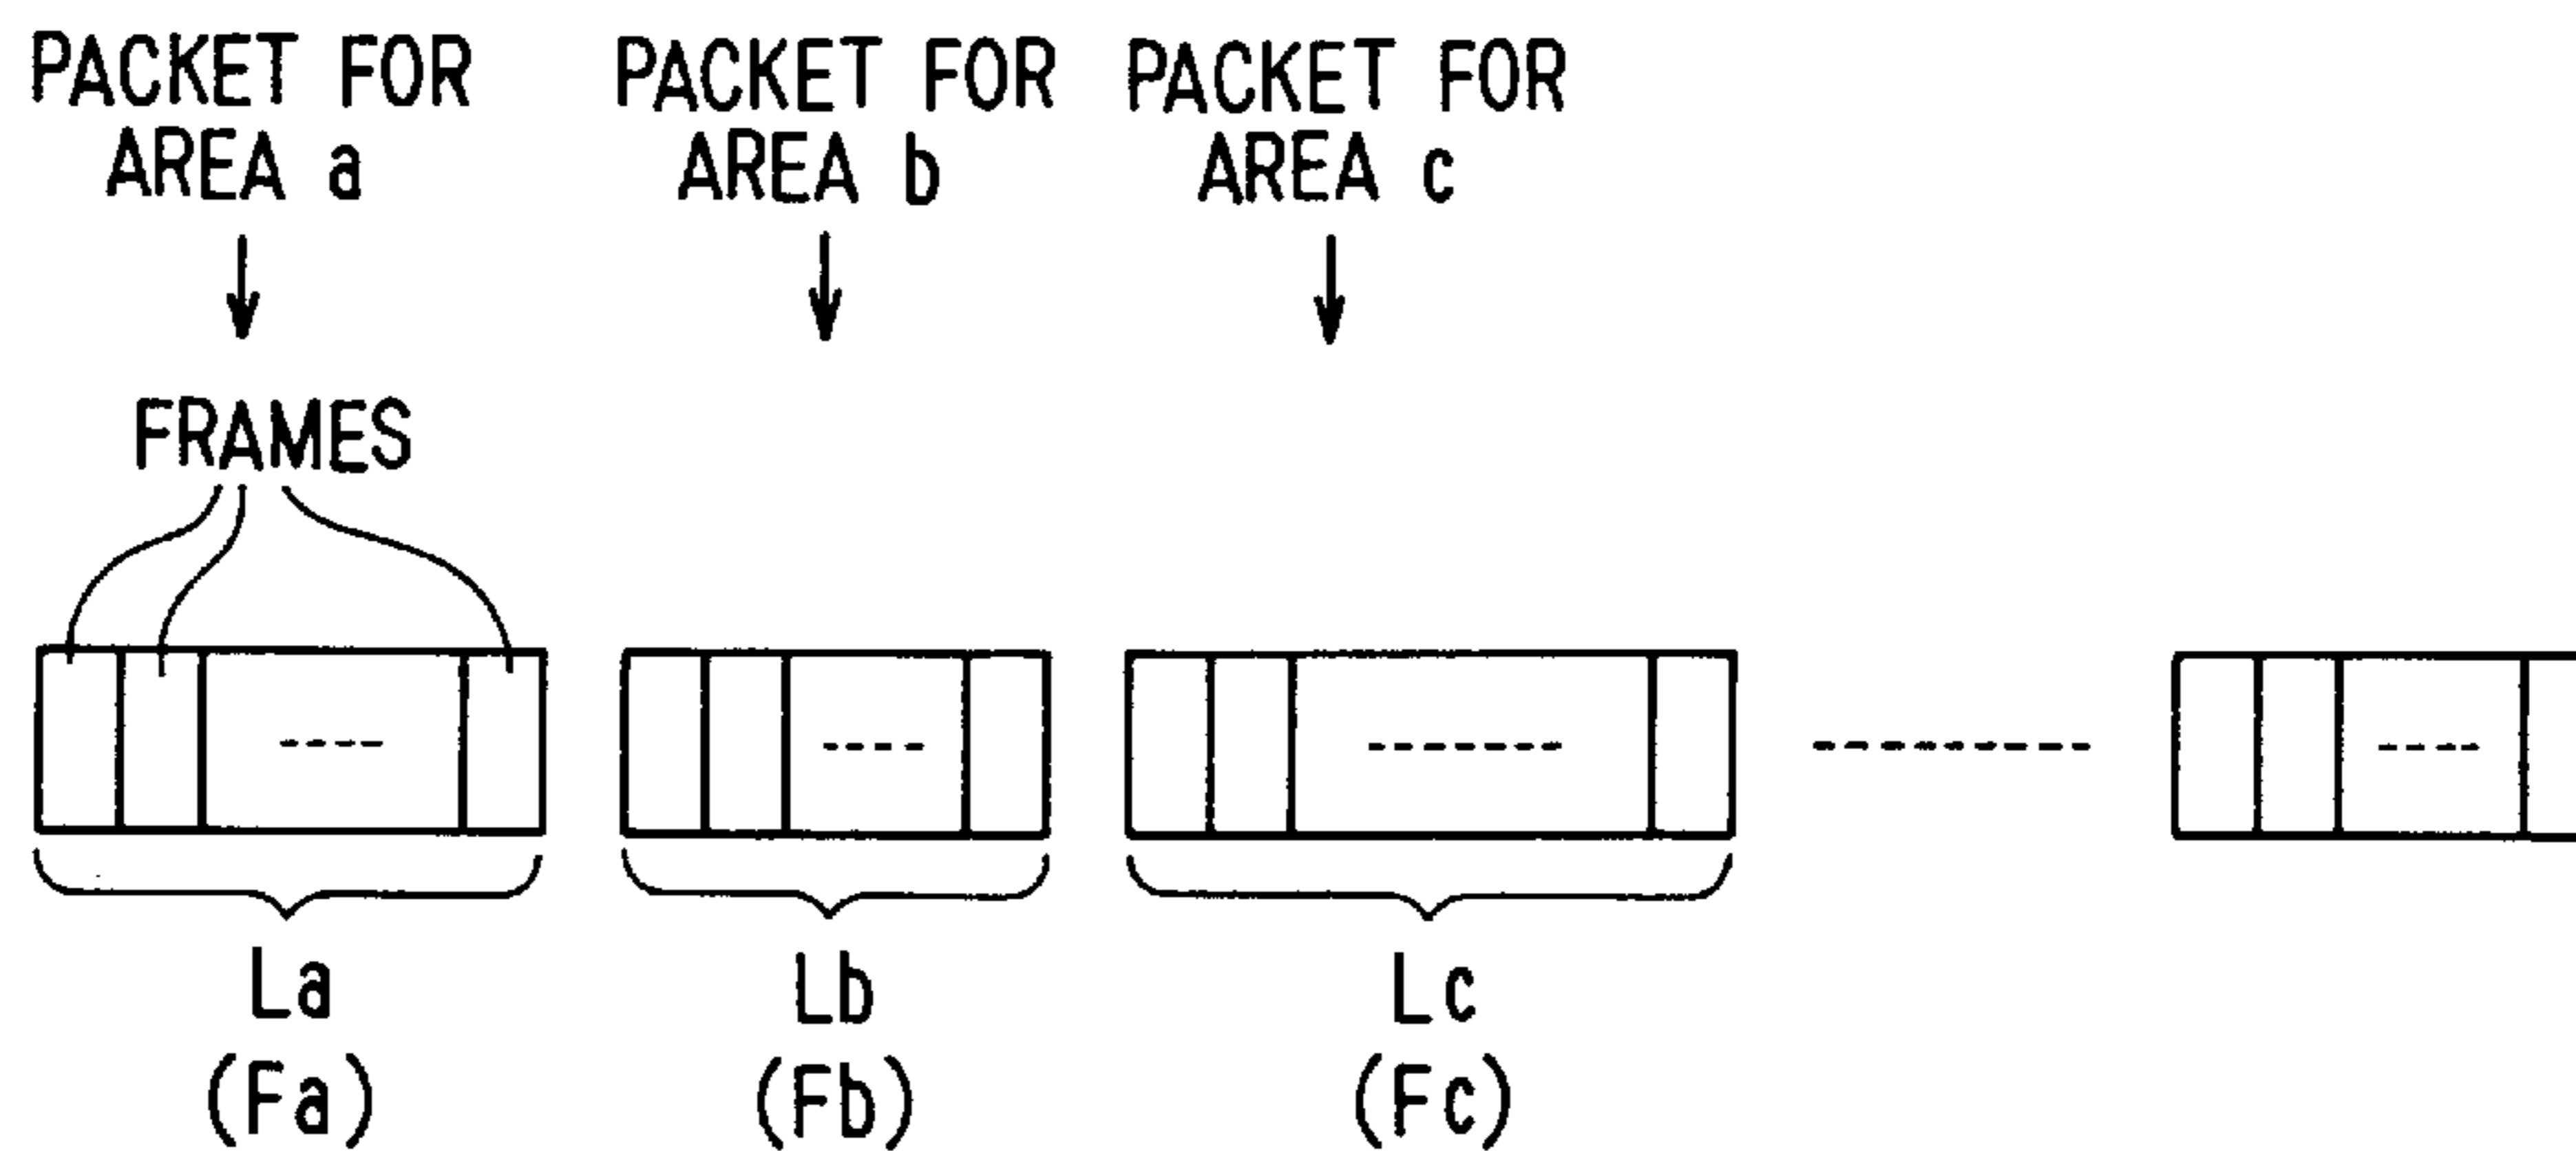 PACKET FOR
AREA a
PACKET FOR
AREA b
PACKET FOR
AREA c
FRAMES
La
(Fa)
Lb
(Fb)
Lc
(Fc)